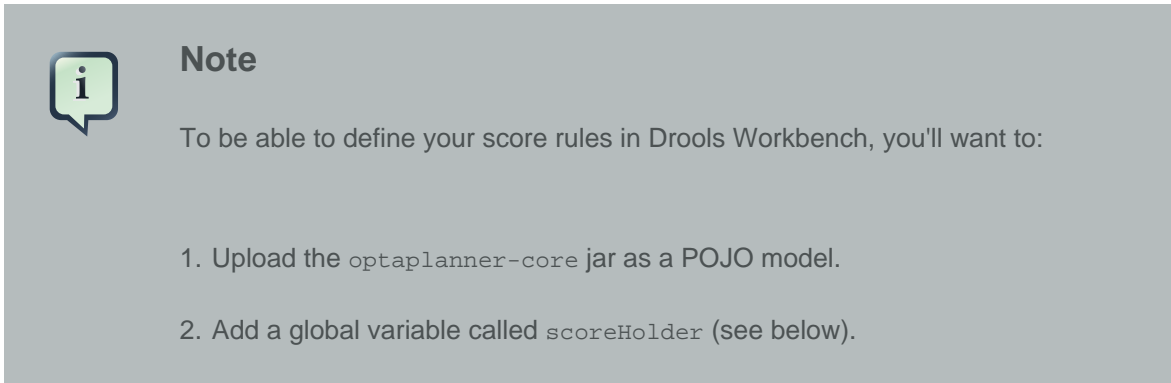 Note
To be able to define your score rules in Drools Workbench, you'll want to:
1. Upload the optaplanner-core jar as a POJO model.
2. Add a global variable called scoreHolder (see below).